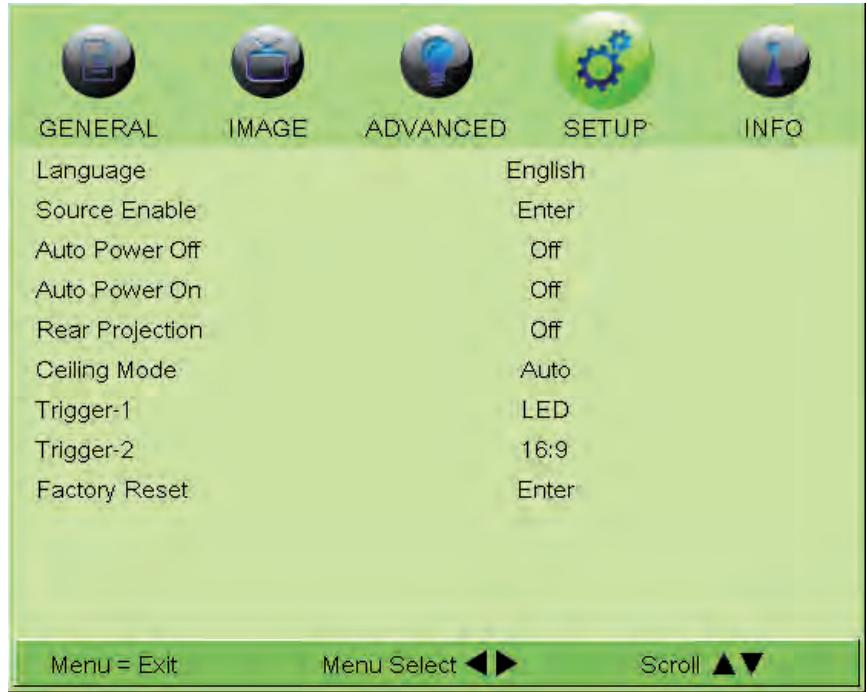 GENERAL IMAGE ADVANCED SETUP INFO
Language English
Source Enable Enter
Auto Power Off Off
Auto Power On Off
Rear Projection Off
Ceiling Mode Auto
Trigger-1 LED
Trigger-2 16:9
Factory Reset Enter
Menu = Exit Menu Select ◀▶ Scroll ▲▼